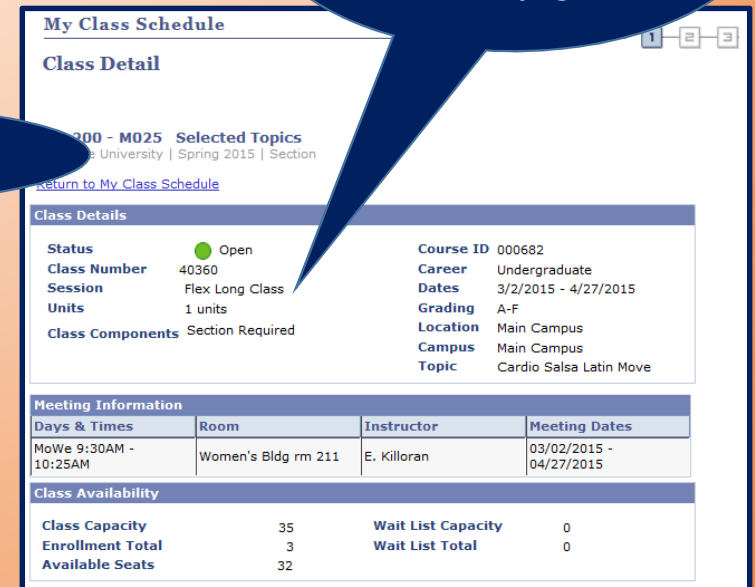 My Class Schedule
1 2 3
Class Detail
200 - M025 Selected Topics
University | Spring 2015 | Section
Return to My Class Schedule
Class Details
Status Open Course ID 000682
Class Number 40360 Career Undergraduate
Session Flex Long Class Dates 3/2/2015 - 4/27/2015
Units 1 units Grading A-F
Class Components Section Required Location Main Campus
Campus Main Campus
Topic Cardio Salsa Latin Move
Meeting Information
Days & Times Room Instructor Meeting Dates
MoWe 9:30AM - 10:25AM Women's Bldg rm 211 E. Killoran 03/02/2015 - 04/27/2015
Class Availability
Class Capacity 35 Wait List Capacity 0
Enrollment Total 3 Wait List Total 0
Available Seats 32